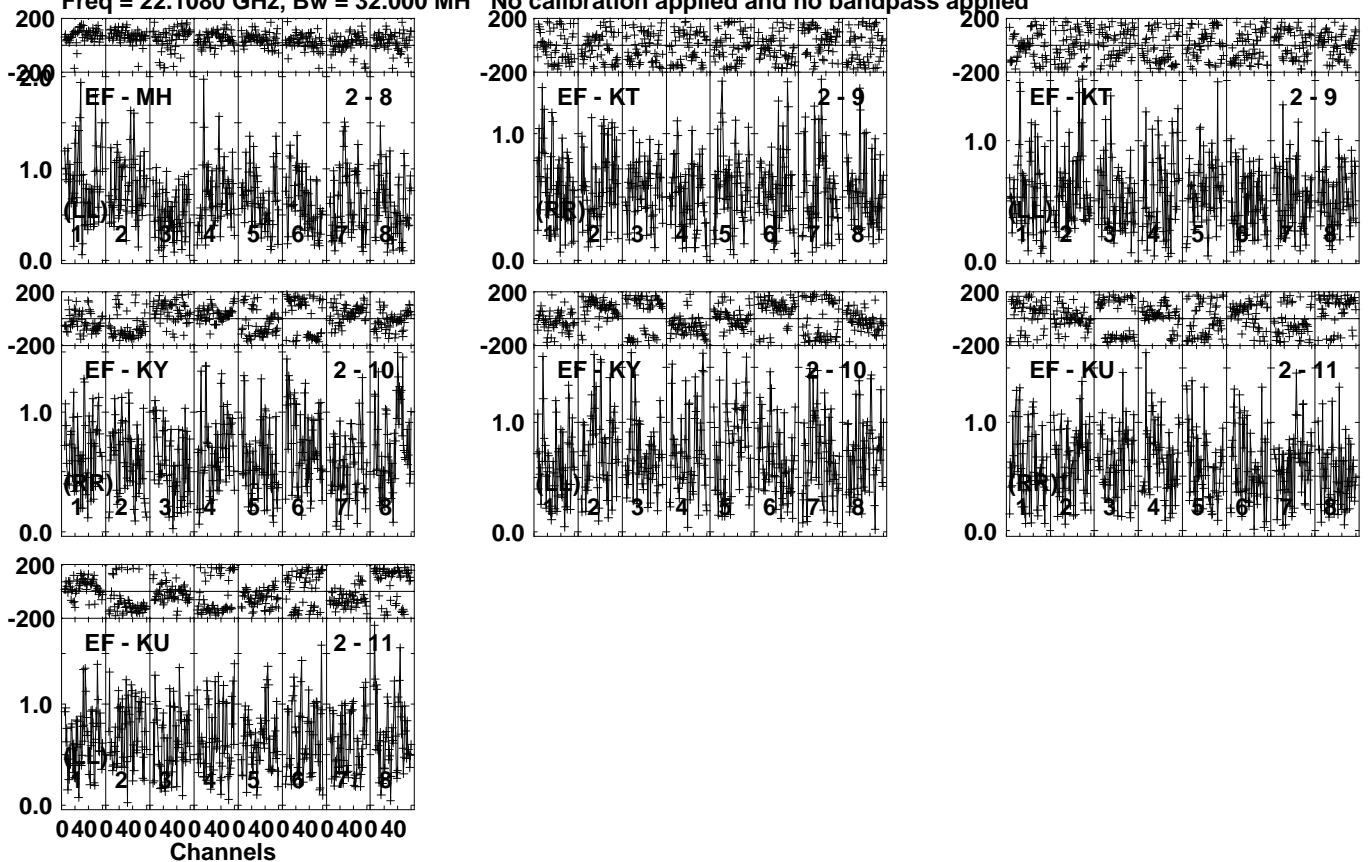 Freq = 22.1080 GHz, Bw = 32.000 MH No calibration applied and no bandpass applied
200
-200
2.0
1.0
0.0
EF - MH 2 - 8
(LL)
1 2 3 4 5 6 7 8
200
-200
1.0
0.0
EF - KT 2 - 9
(RR)
1 2 3 4 5 6 7 8
200
-200
1.0
0.0
EF - KT 2 - 9
(LL)
1 2 3 4 5 6 7 8
200
-200
1.0
0.0
EF - KY 2 - 10
(RR)
1 2 3 4 5 6 7 8
200
-200
1.0
0.0
EF - KY 2 - 10
(LL)
1 2 3 4 5 6 7 8
200
-200
1.0
0.0
EF - KU 2 - 11
(RR)
1 2 3 4 5 6 7 8
200
-200
1.0
0.0
EF - KU 2 - 11
(LL)
1 2 3 4 5 6 7 8
0 40 0 40 0 40 0 40 0 40 0 40 0 40 0 40
Channels